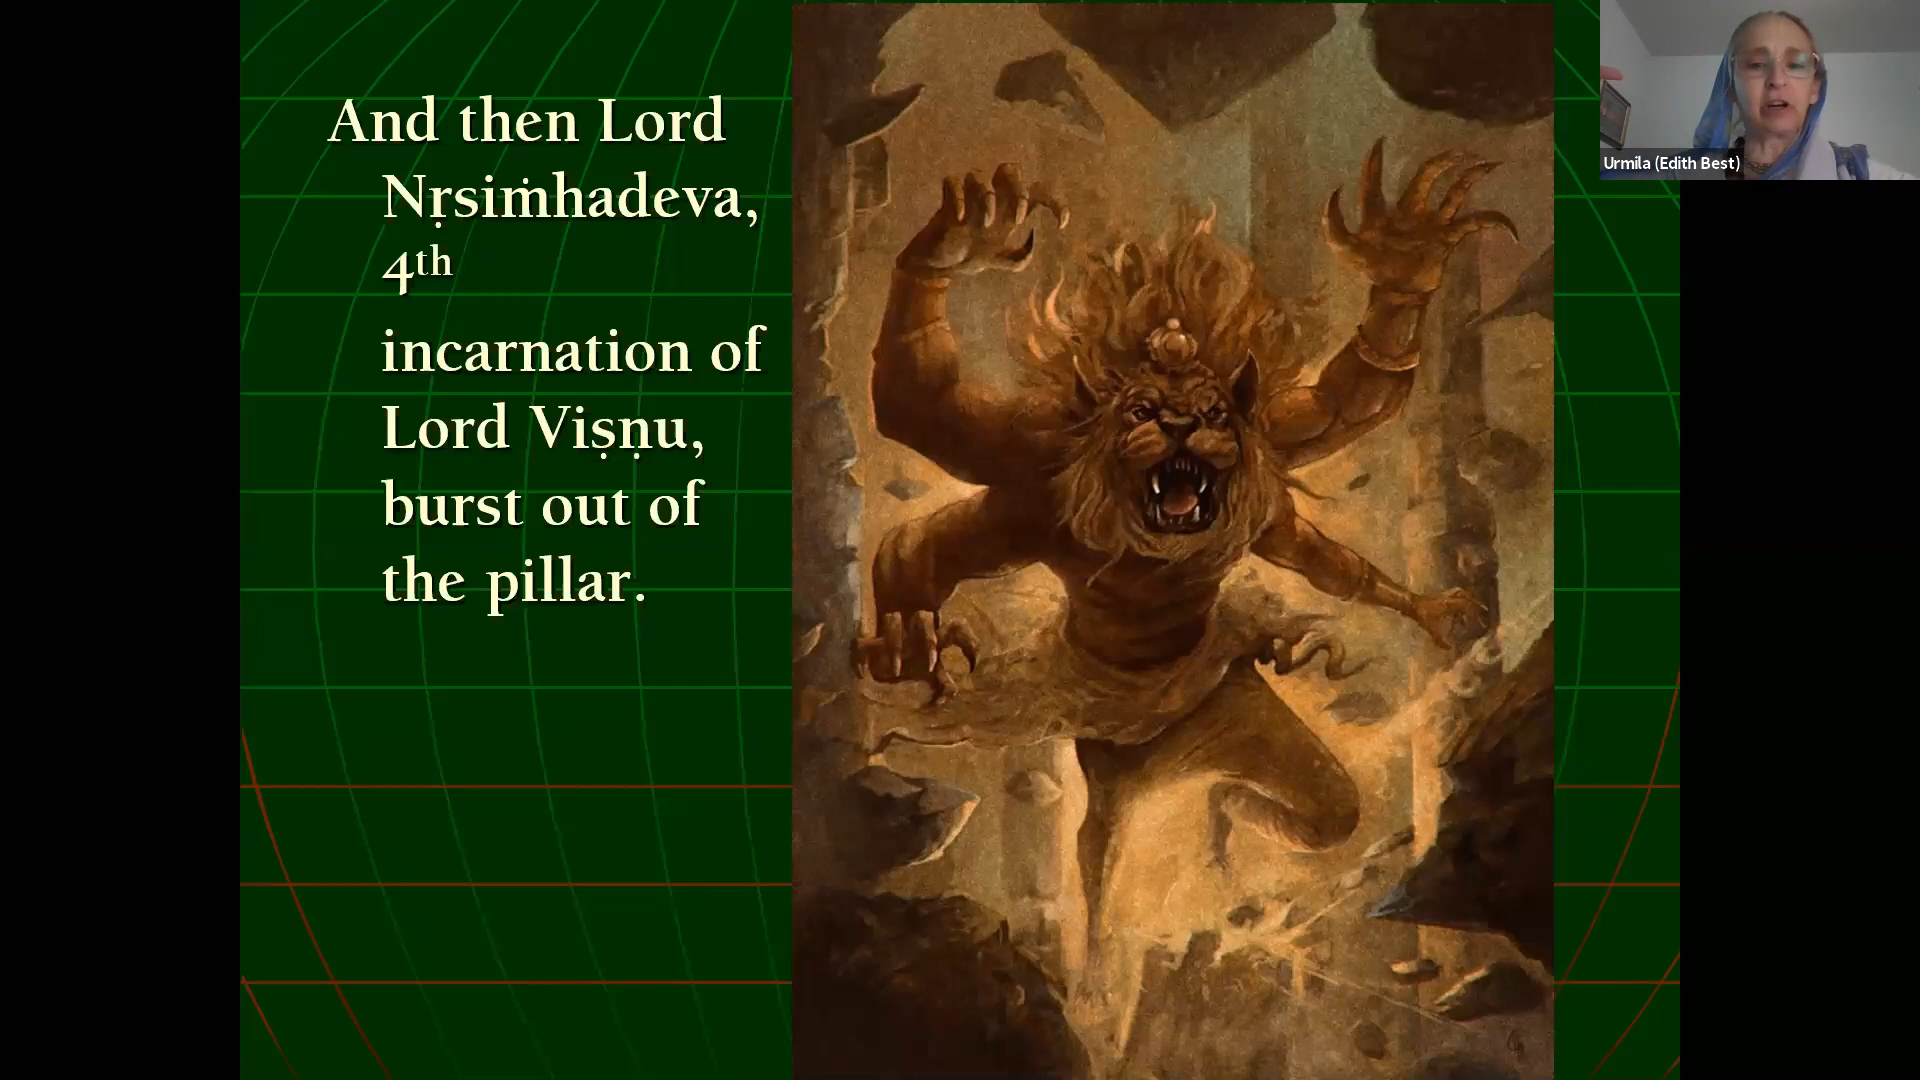 And then Lord
Nṛsiṁhadeva,
4th
incarnation of
Lord Viṣṇu,
burst out of
the pillar.
Urmila (Edith Best)